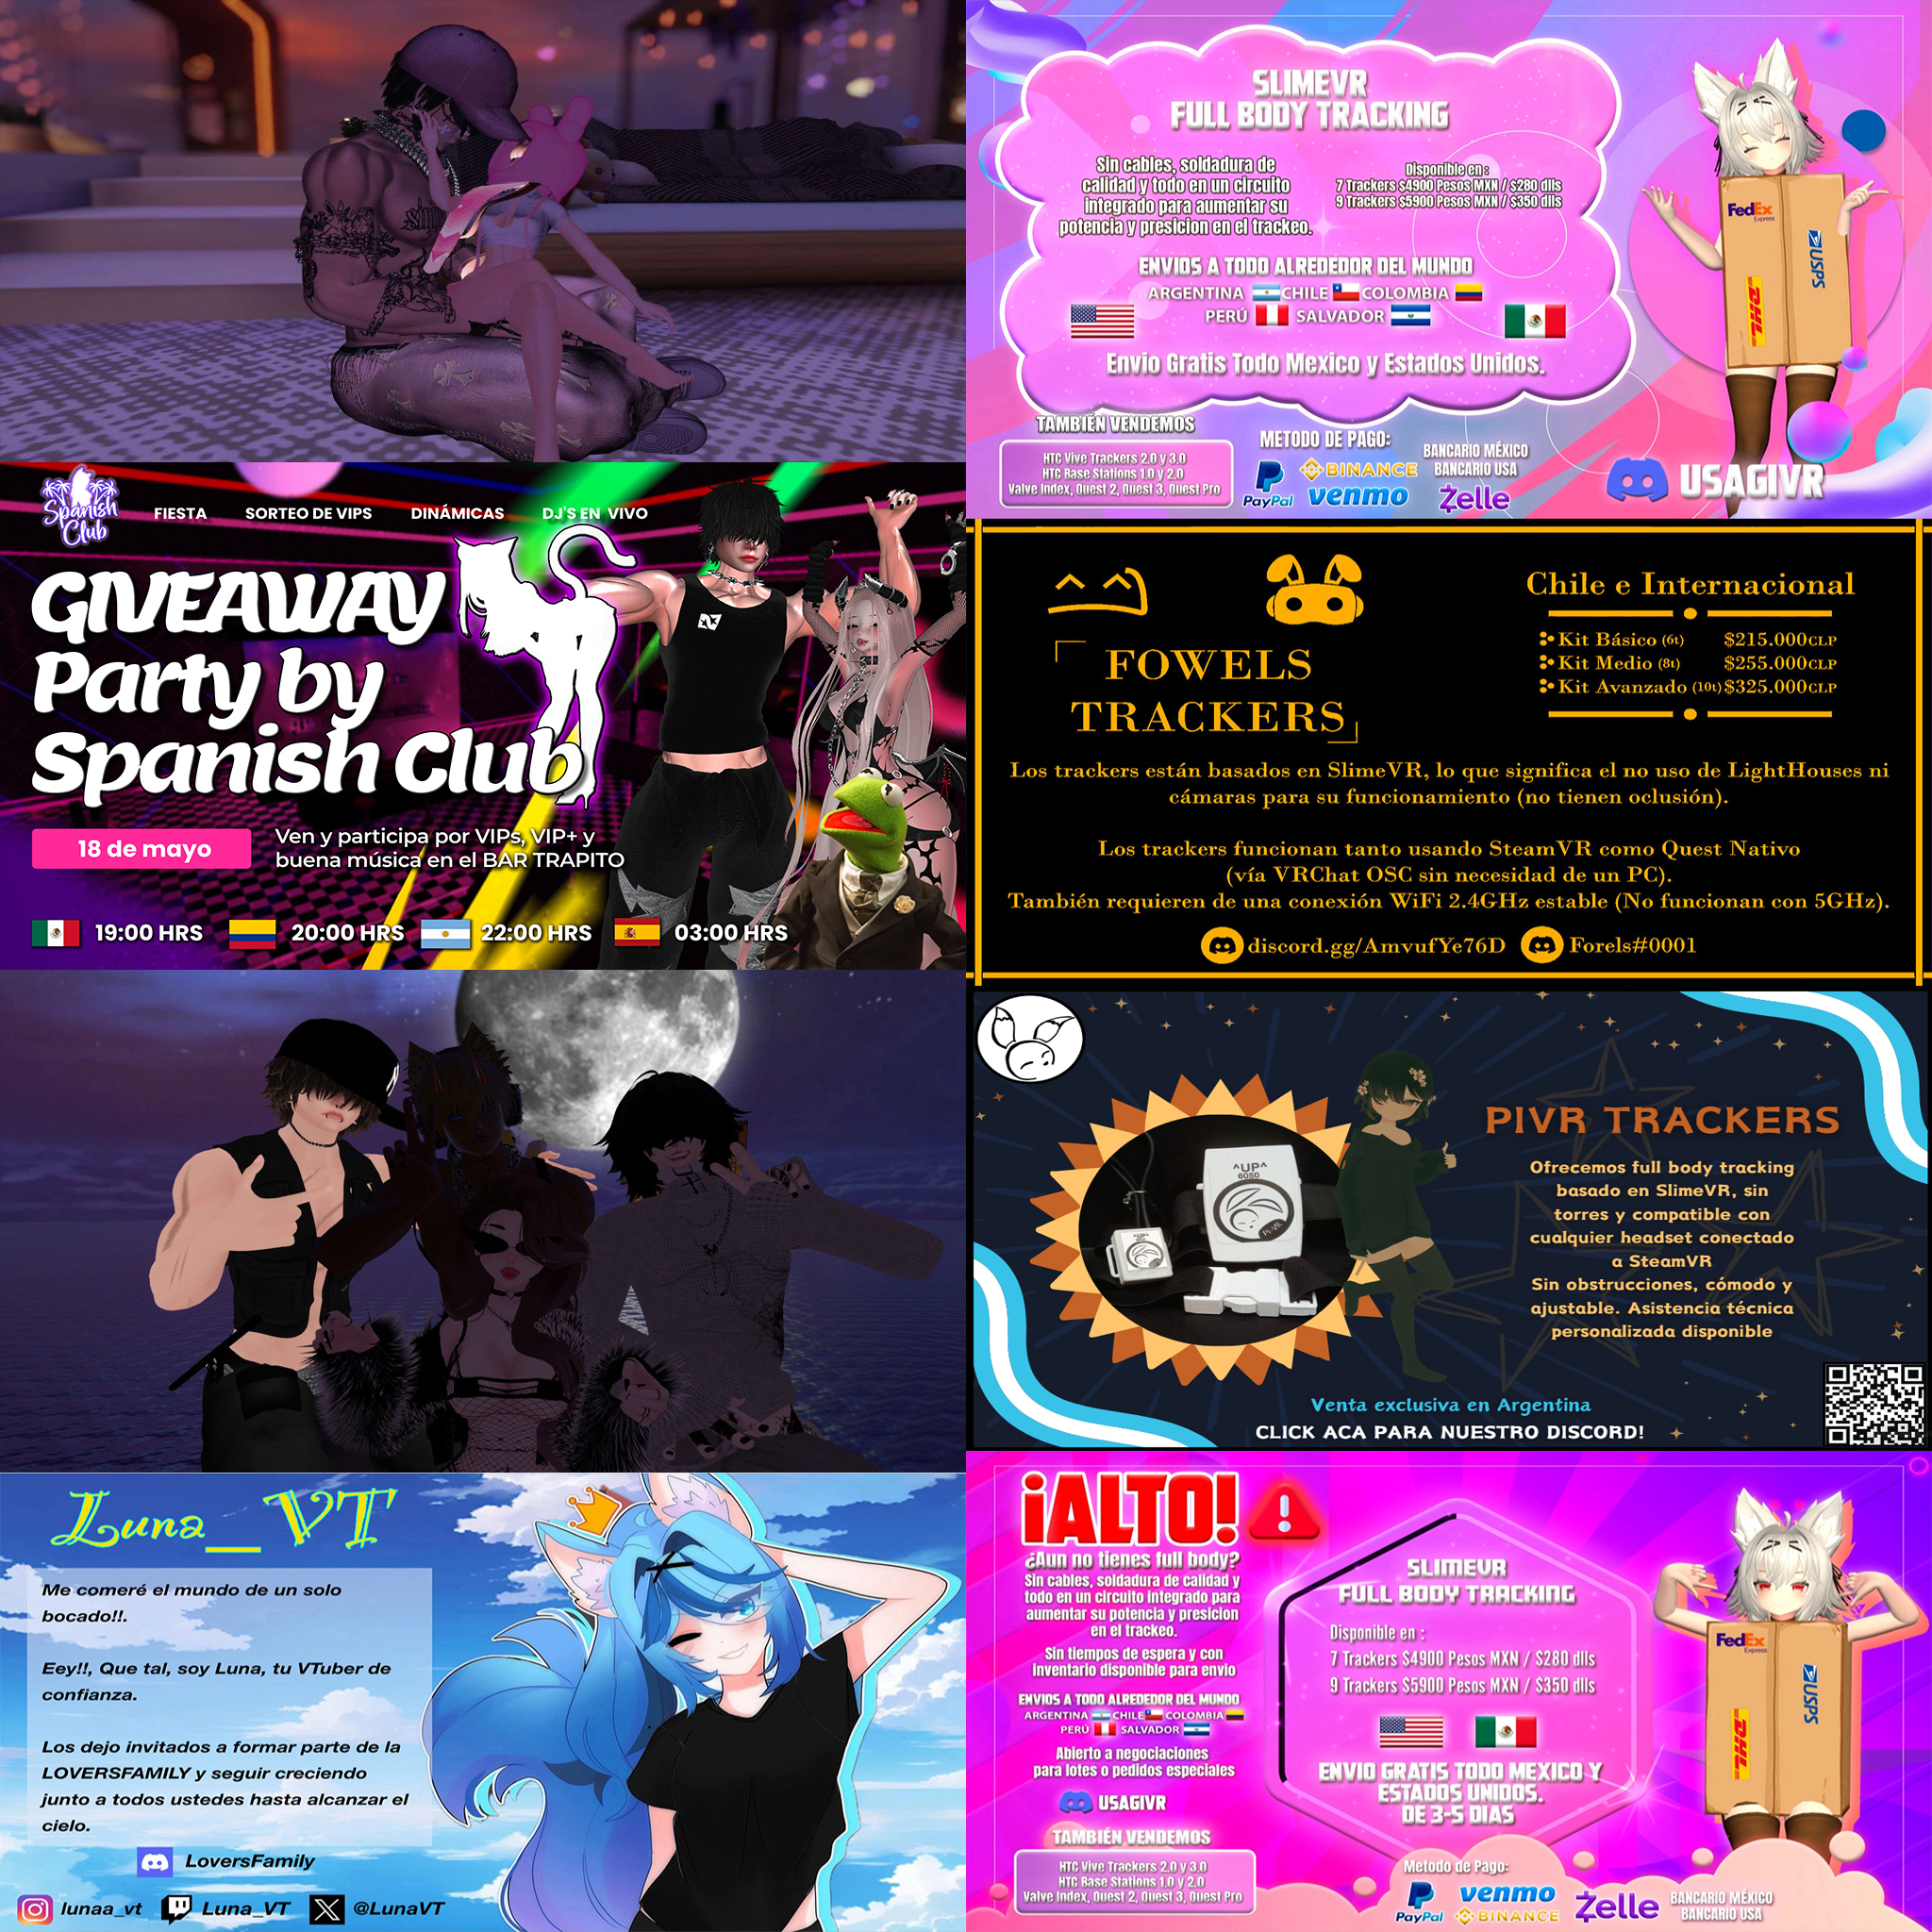 SLIMEVR
FULL BODY TRACKING
Sin cables, soldadura de
calidad y todo en un circuito
integrado para aumentar su
potencia y presicion en el trackeo.
Disponible en :
7 Trackers $4900 Pesos MXN / $280 dlls
9 Trackers $5900 Pesos MXN / $350 dlls
ENVIOS A TODO ALREDEDOR DEL MUNDO
ARGENTINA CHILE COLOMBIA
PERÚ SALVADOR
Envio Gratis Todo Mexico y Estados Unidos.
TAMBIÉN VENDEMOS
HTC Vive Trackers 2.0 y 3.0
HTC Base Stations 1.0 y 2.0
Valve Index, Quest 2, Quest 3, Quest Pro
METODO DE PAGO:
PayPal
BINANCE
venmo
BANCARIO MÉXICO
BANCARIO USA
Zelle
USAGIVR
FedEx
Express
USPS
DHL
Spanish
Club
FIESTA SORTEO DE VIPS DINÁMICAS DJ'S EN VIVO
GIVEAWAY
Party by
Spanish Club
18 de mayo
Ven y participa por VIPs, VIP+ y
buena música en el BAR TRAPITO
19:00 HRS 20:00 HRS 22:00 HRS 03:00 HRS
FOWELS
TRACKERS
Chile e Internacional
Kit Básico (6t) $215.000CLP
Kit Medio (8t) $255.000CLP
Kit Avanzado (10t) $325.000CLP
Los trackers están basados en SlimeVR, lo que significa el no uso de LightHouses ni
cámaras para su funcionamiento (no tienen oclusión).
Los trackers funcionan tanto usando SteamVR como Quest Nativo
(vía VRChat OSC sin necesidad de un PC).
También requieren de una conexión WiFi 2.4GHz estable (No funcionan con 5GHz).
discord.gg/AmvufYe76D Forels#0001
^UP^
6050
PI-VR
PIVR TRACKERS
Ofrecemos full body tracking
basado en SlimeVR, sin
torres y compatible con
cualquier headset conectado
a SteamVR
Sin obstrucciones, cómodo y
ajustable. Asistencia técnica
personalizada disponible
Venta exclusiva en Argentina
CLICK ACA PARA NUESTRO DISCORD!
Luna_VT
Me comeré el mundo de un solo
bocado!!.
Eey!!, Que tal, soy Luna, tu VTuber de
confianza.
Los dejo invitados a formar parte de la
LOVERSFAMILY y seguir creciendo
junto a todos ustedes hasta alcanzar el
cielo.
LoversFamily
lunaa_vt Luna_VT @LunaVT
¡ALTO!
¿Aun no tienes full body?
Sin cables, soldadura de calidad y
todo en un circuito integrado para
aumentar su potencia y presicion
en el trackeo.
Sin tiempos de espera y con
inventario disponible para envio
ENVIOS A TODO ALREDEDOR DEL MUNDO
ARGENTINA CHILE COLOMBIA
PERÚ SALVADOR
Abierto a negociaciones
para lotes o pedidos especiales
USAGIVR
TAMBIÉN VENDEMOS
HTC Vive Trackers 2.0 y 3.0
HTC Base Stations 1.0 y 2.0
Valve Index, Quest 2, Quest 3, Quest Pro
SLIMEVR
FULL BODY TRACKING
Disponible en :
7 Trackers $4900 Pesos MXN / $280 dlls
9 Trackers $5900 Pesos MXN / $350 dlls
ENVIO GRATIS TODO MEXICO Y
ESTADOS UNIDOS.
DE 3-5 DIAS
Metodo de Pago:
PayPal
venmo
BINANCE
Zelle
BANCARIO MÉXICO
BANCARIO USA
FedEx
Express
USPS
DHL